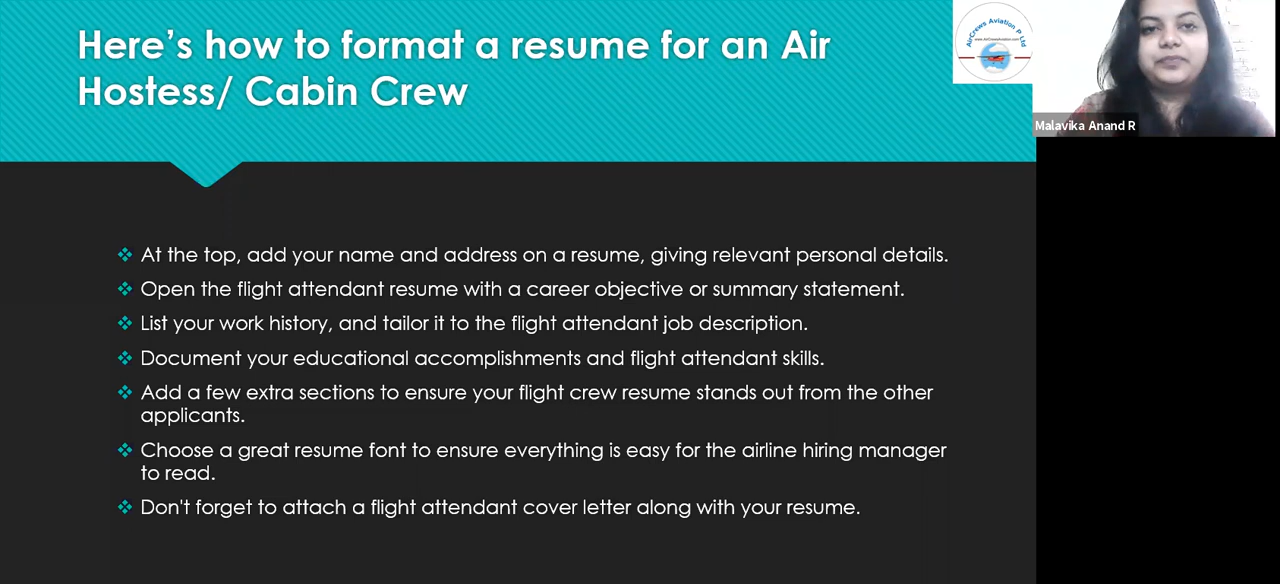 Here's how to format a resume for an Air
Hostess/ Cabin Crew
AirCrews Aviation P Ltd
www.AirCrewsAviation.com
Malavika Anand R
❖ At the top, add your name and address on a resume, giving relevant personal details.
❖ Open the flight attendant resume with a career objective or summary statement.
❖ List your work history, and tailor it to the flight attendant job description.
❖ Document your educational accomplishments and flight attendant skills.
❖ Add a few extra sections to ensure your flight crew resume stands out from the other
applicants.
❖ Choose a great resume font to ensure everything is easy for the airline hiring manager
to read.
❖ Don't forget to attach a flight attendant cover letter along with your resume.